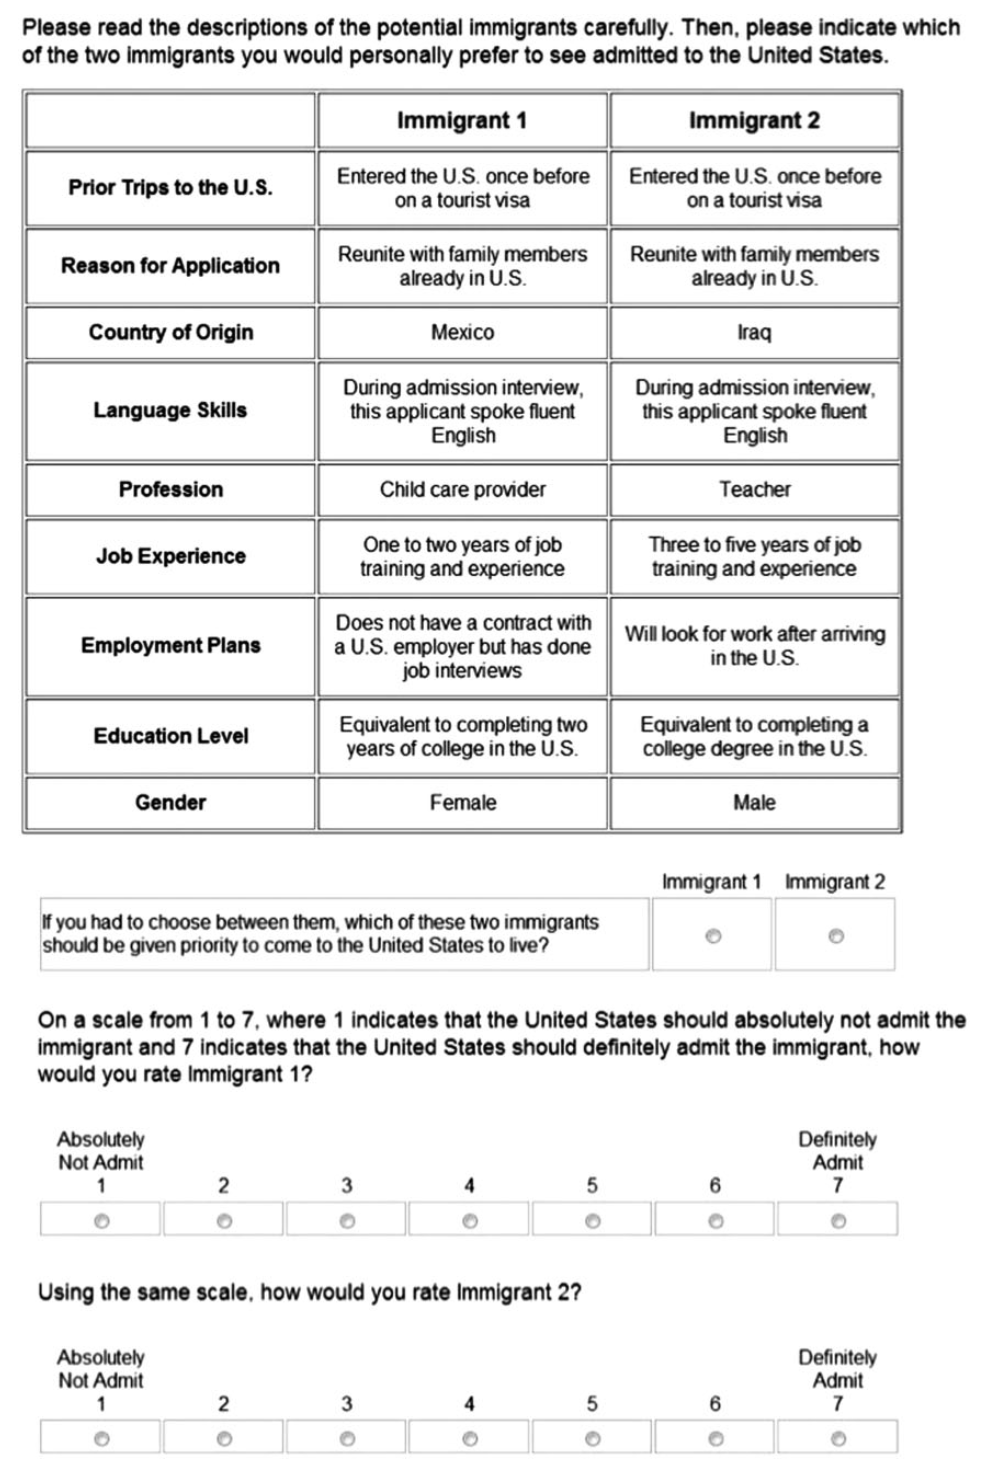 Please read the descriptions of the potential immigrants carefully. Then, please indicate which
of the two immigrants you would personally prefer to see admitted to the United States.
Immigrant 1 Immigrant 2
Prior Trips to the U.S.
Entered the U.S. once before
on a tourist visa
Entered the U.S. once before
on a tourist visa
Reason for Application
Reunite with family members
already in U.S.
Reunite with family members
already in U.S.
Country of Origin Mexico Iraq
Language Skills
During admission interview,
this applicant spoke fluent
English
During admission interview,
this applicant spoke fluent
English
Profession Child care provider Teacher
Job Experience
One to two years of job
training and experience
Three to five years of job
training and experience
Employment Plans
Does not have a contract with
a U.S. employer but has done
job interviews
Will look for work after arriving
in the U.S.
Education Level
Equivalent to completing two
years of college in the U.S.
Equivalent to completing a
college degree in the U.S.
Gender Female Male
Immigrant 1 Immigrant 2
If you had to choose between them, which of these two immigrants
should be given priority to come to the United States to live?
On a scale from 1 to 7, where 1 indicates that the United States should absolutely not admit the
immigrant and 7 indicates that the United States should definitely admit the immigrant, how
would you rate Immigrant 1?
Absolutely Definitely
Not Admit Admit
1 2 3 4 5 6 7
Using the same scale, how would you rate Immigrant 2?
Absolutely Definitely
Not Admit Admit
1 2 3 4 5 6 7